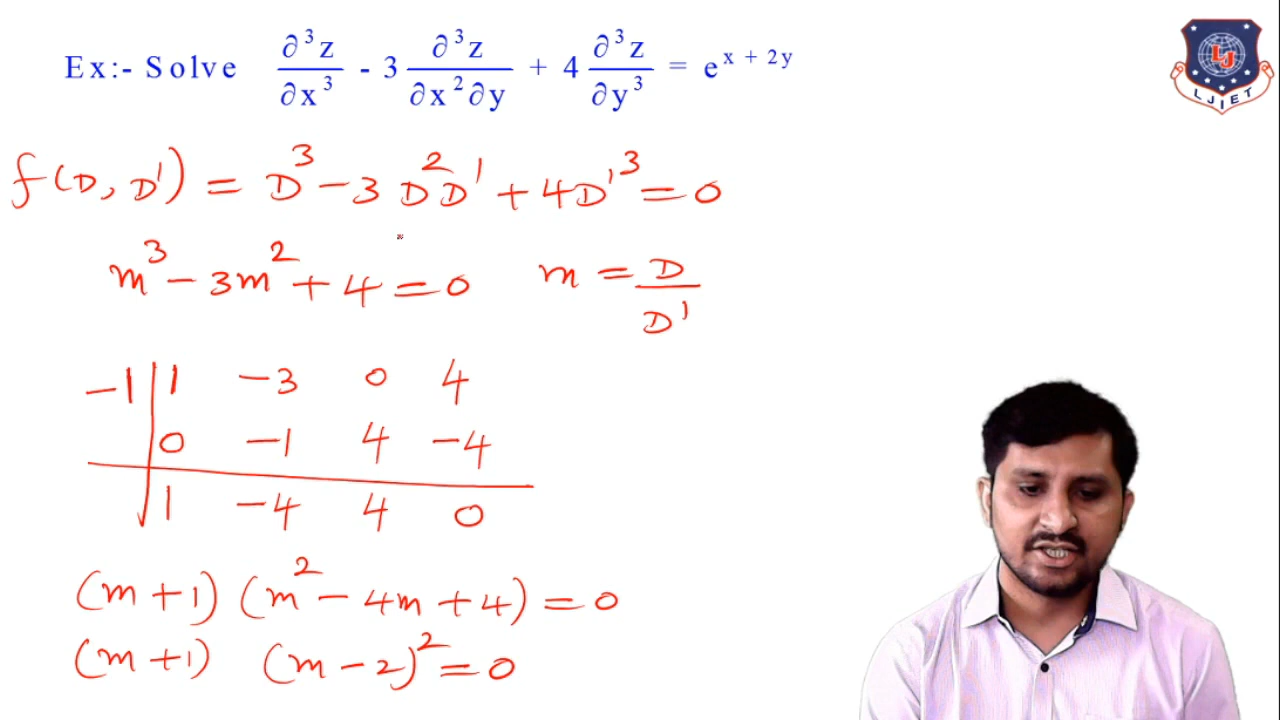 Ex:- Solve ∂³z/∂x³ - 3 ∂³z/∂x²∂y + 4 ∂³z/∂y³ = e^(x + 2y)
LJ
LJIET
f(D, D') = D³ - 3 D²D' + 4D'³ = 0
m³ - 3m² + 4 = 0 m = D/D'
-1 | 1 -3 0 4
0 -1 4 -4
1 -4 4 0
(m + 1) (m² - 4m + 4) = 0
(m + 1) (m - 2)² = 0